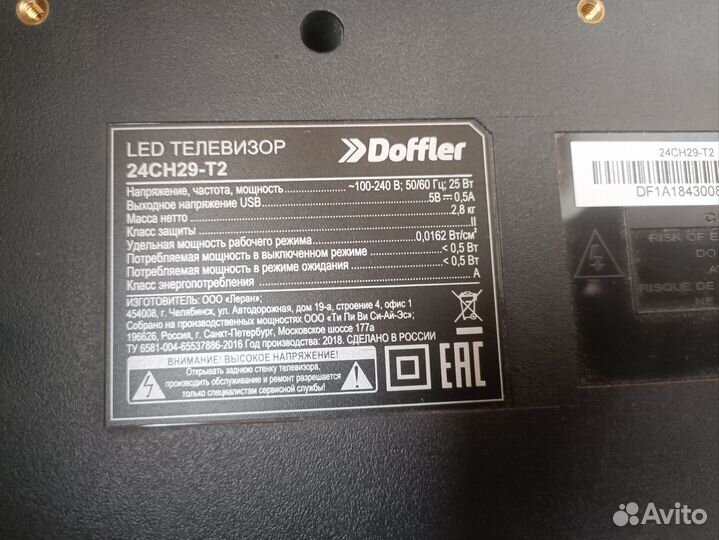 LED ТЕЛЕВИЗОР
24CH29-T2
Doffler
Напряжение, частота, мощность ~100-240 В; 50/60 Гц; 25 Вт
Выходное напряжение USB 5В 0,5А
Масса нетто 2,8 кг
Класс защиты II
Удельная мощность рабочего режима 0,0162 Вт/см²
Потребляемая мощность в выключенном режиме < 0,5 Вт
Потребляемая мощность в режиме ожидания < 0,5 Вт
Класс энергопотребления А
ИЗГОТОВИТЕЛЬ: ООО «Леран»;
454008, г. Челябинск, ул. Автодорожная, дом 19-а, строение 4, офис 1
Собрано на производственных мощностях ООО «Ти Пи Ви Си-Ай-Эс»;
196626, Россия, г. Санкт-Петербург, Московское шоссе 177а
ТУ 6581-004-65537886-2016 Год производства: 2018. СДЕЛАНО В РОССИИ
ВНИМАНИЕ! ВЫСОКОЕ НАПРЯЖЕНИЕ!
Открывать заднюю стенку телевизора,
производить обслуживание и ремонт разрешается
только специалистам сервисной службы!
EAC
24CH29-T2
DF1A1843008
RISK OF E
DO
RISQUE DE
NE
Avito